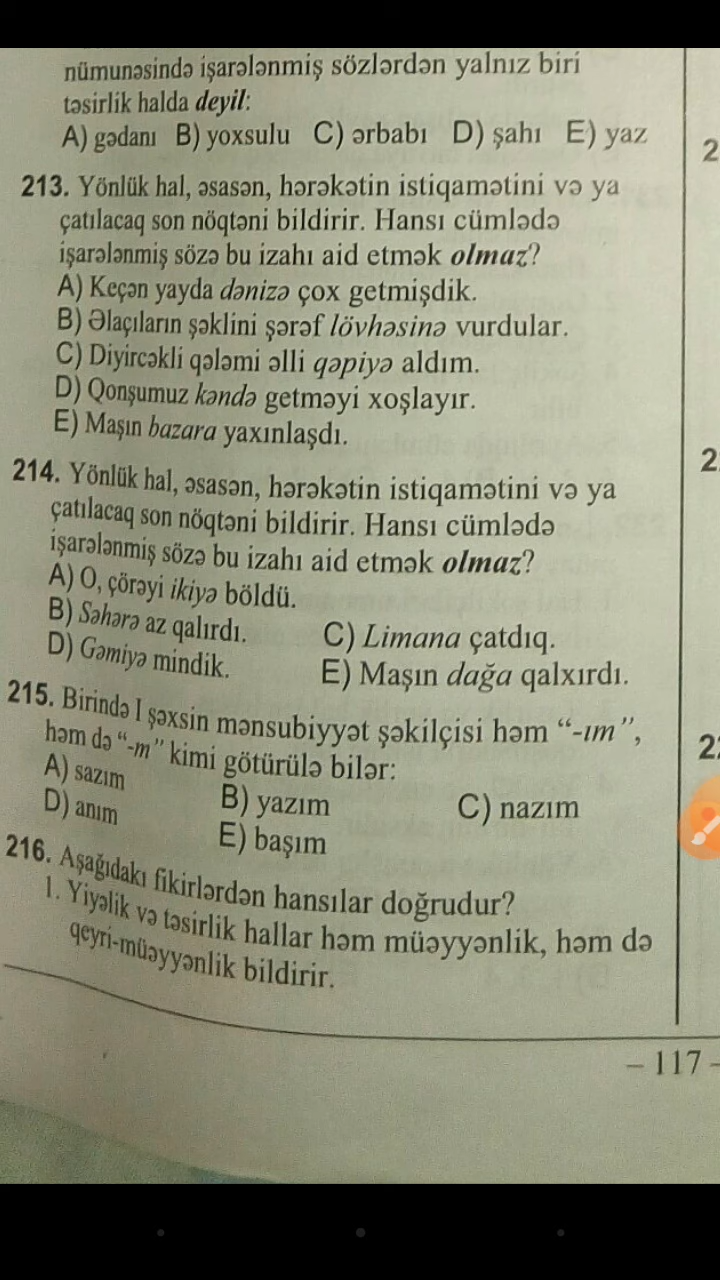 nümunəsində işarələnmiş sözlərdən yalnız biri
təsirlik halda deyil:
A) gədanı B) yoxsulu C) ərbabı D) şahı E) yaz
213. Yönlük hal, əsasən, hərəkətin istiqamətini və ya
çatılacaq son nöqtəni bildirir. Hansı cümlədə
işarələnmiş sözə bu izahı aid etmək olmaz?
A) Keçən yayda dənizə çox getmişdik.
B) Əlaçıların şəklini şərəf lövhəsinə vurdular.
C) Diyircəkli qələmi əlli qəpiyə aldım.
D) Qonşumuz kəndə getməyi xoşlayır.
E) Maşın bazara yaxınlaşdı.
214. Yönlük hal, əsasən, hərəkətin istiqamətini və ya
çatılacaq son nöqtəni bildirir. Hansı cümlədə
işarələnmiş sözə bu izahı aid etmək olmaz?
A) O, çörəyi ikiyə böldü.
B) Səhərə az qalırdı. C) Limana çatdıq.
D) Gəmiyə mindik. E) Maşın dağa qalxırdı.
215. Birində I şəxsin mənsubiyyət şəkilçisi həm “-ım”,
həm də “-m” kimi götürülə bilər:
A) sazım B) yazım C) nazım
D) anım E) başım
216. Aşağıdakı fikirlərdən hansılar doğrudur?
1. Yiyəlik və təsirlik hallar həm müəyyənlik, həm də
qeyri-müəyyənlik bildirir.
– 117 –
2
2
2